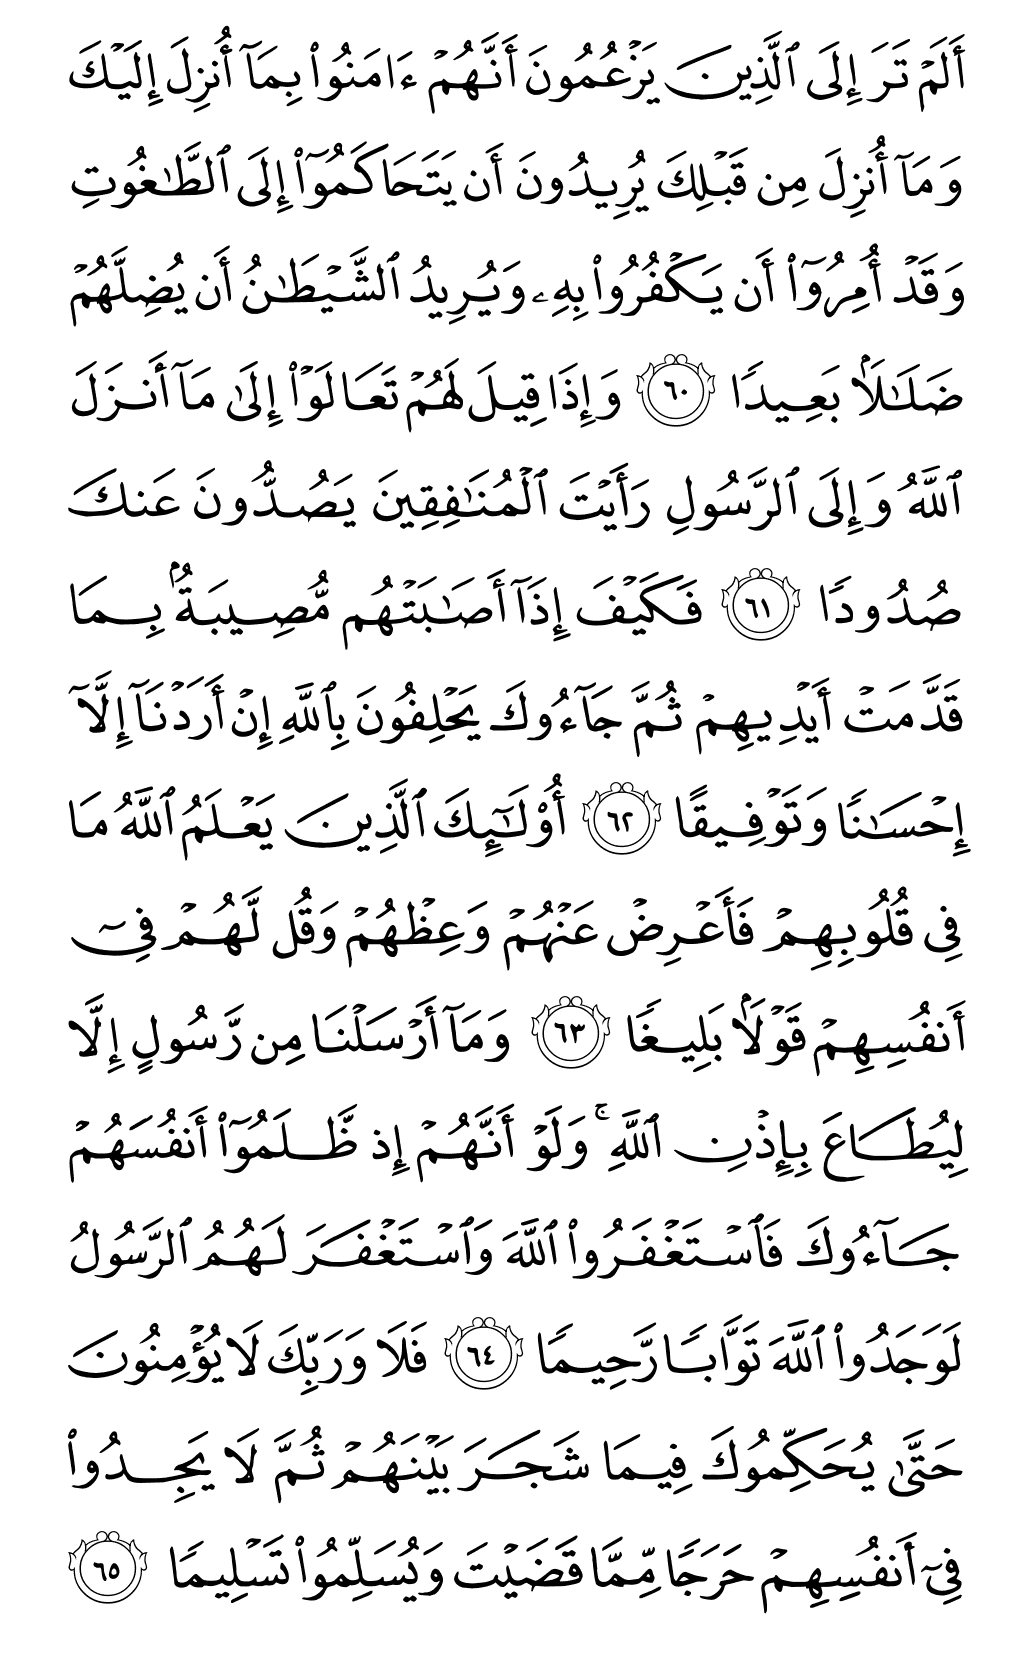 أَلَمۡ تَرَ إِلَى ٱلَّذِينَ يَزۡعُمُونَ أَنَّهُمۡ ءَامَنُواْ بِمَآ أُنزِلَ إِلَيۡكَ
وَمَآ أُنزِلَ مِن قَبۡلِكَ يُرِيدُونَ أَن يَتَحَاكَمُوٓاْ إِلَى ٱلطَّٰغُوتِ
وَقَدۡ أُمِرُوٓاْ أَن يَكۡفُرُواْ بِهِۦ وَيُرِيدُ ٱلشَّيۡطَٰنُ أَن يُضِلَّهُمۡ
ضَلَٰلَۢا بَعِيدٗا ٦٠ وَإِذَا قِيلَ لَهُمۡ تَعَالَوۡاْ إِلَىٰ مَآ أَنزَلَ
ٱللَّهُ وَإِلَى ٱلرَّسُولِ رَأَيۡتَ ٱلۡمُنَٰفِقِينَ يَصُدُّونَ عَنكَ
صُدُودٗا ٦١ فَكَيۡفَ إِذَآ أَصَٰبَتۡهُم مُّصِيبَةُۢ بِمَا
قَدَّمَتۡ أَيۡدِيهِمۡ ثُمَّ جَآءُوكَ يَحۡلِفُونَ بِٱللَّهِ إِنۡ أَرَدۡنَآ إِلَّآ
إِحۡسَٰنٗا وَتَوۡفِيقًا ٦٢ أُوْلَٰٓئِكَ ٱلَّذِينَ يَعۡلَمُ ٱللَّهُ مَا
فِي قُلُوبِهِمۡ فَأَعۡرِضۡ عَنۡهُمۡ وَعِظۡهُمۡ وَقُل لَّهُمۡ فِيٓ
أَنفُسِهِمۡ قَوۡلَۢا بَلِيغٗا ٦٣ وَمَآ أَرۡسَلۡنَا مِن رَّسُولٍ إِلَّا
لِيُطَاعَ بِإِذۡنِ ٱللَّهِۚ وَلَوۡ أَنَّهُمۡ إِذ ظَّلَمُوٓاْ أَنفُسَهُمۡ
جَآءُوكَ فَٱسۡتَغۡفَرُواْ ٱللَّهَ وَٱسۡتَغۡفَرَ لَهُمُ ٱلرَّسُولُ
لَوَجَدُواْ ٱللَّهَ تَوَّابٗا رَّحِيمٗا ٦٤ فَلَا وَرَبِّكَ لَا يُؤۡمِنُونَ
حَتَّىٰ يُحَكِّمُوكَ فِيمَا شَجَرَ بَيۡنَهُمۡ ثُمَّ لَا يَجِدُواْ
فِيٓ أَنفُسِهِمۡ حَرَجٗا مِّمَّا قَضَيۡتَ وَيُسَلِّمُواْ تَسۡلِيمٗا ٦٥